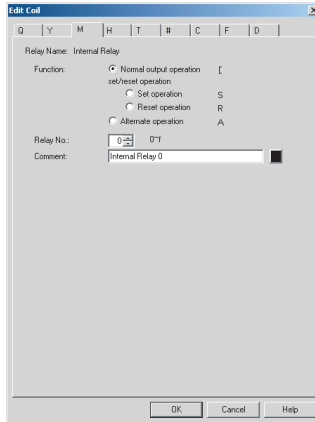 Edit Coil
Q Y M H T # C F D
Relay Name: Internal Relay
Function: Normal output operation [
set/reset operation
Set operation S
Reset operation R
Alternate operation A
Relay No.: 0 0~f
Comment: Internal Relay 0
OK Cancel Help